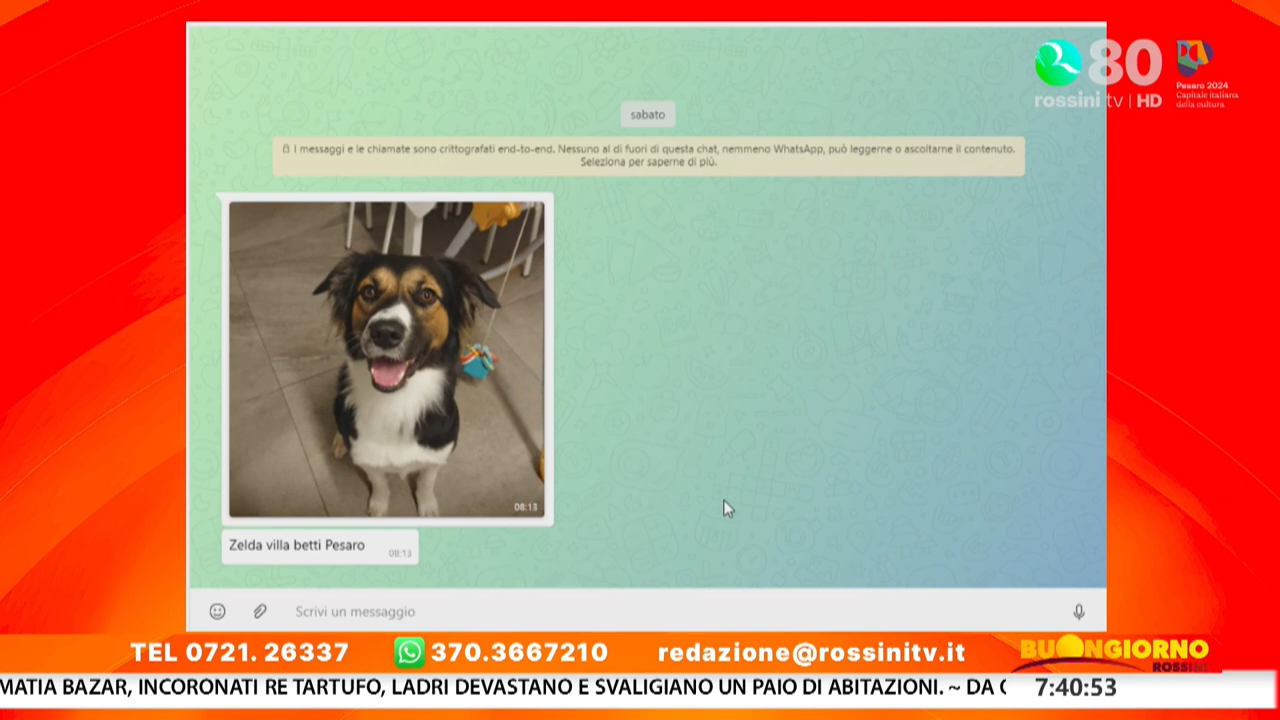 80
rossini tv | HD
Pesaro 2024
Capitale italiana
della cultura
sabato
I messaggi e le chiamate sono crittografati end-to-end. Nessuno al di fuori di questa chat, nemmeno WhatsApp, può leggerne o ascoltarne il contenuto.
Seleziona per saperne di più.
08:13
Zelda villa betti Pesaro
08:13
Scrivi un messaggio
TEL 0721. 26337 370.3667210 redazione@rossinitv.it
BUONGIORNO
ROSSINI
MATIA BAZAR, INCORONATI RE TARTUFO, LADRI DEVASTANO E SVALIGIANO UN PAIO DI ABITAZIONI. ~ DA
7:40:53